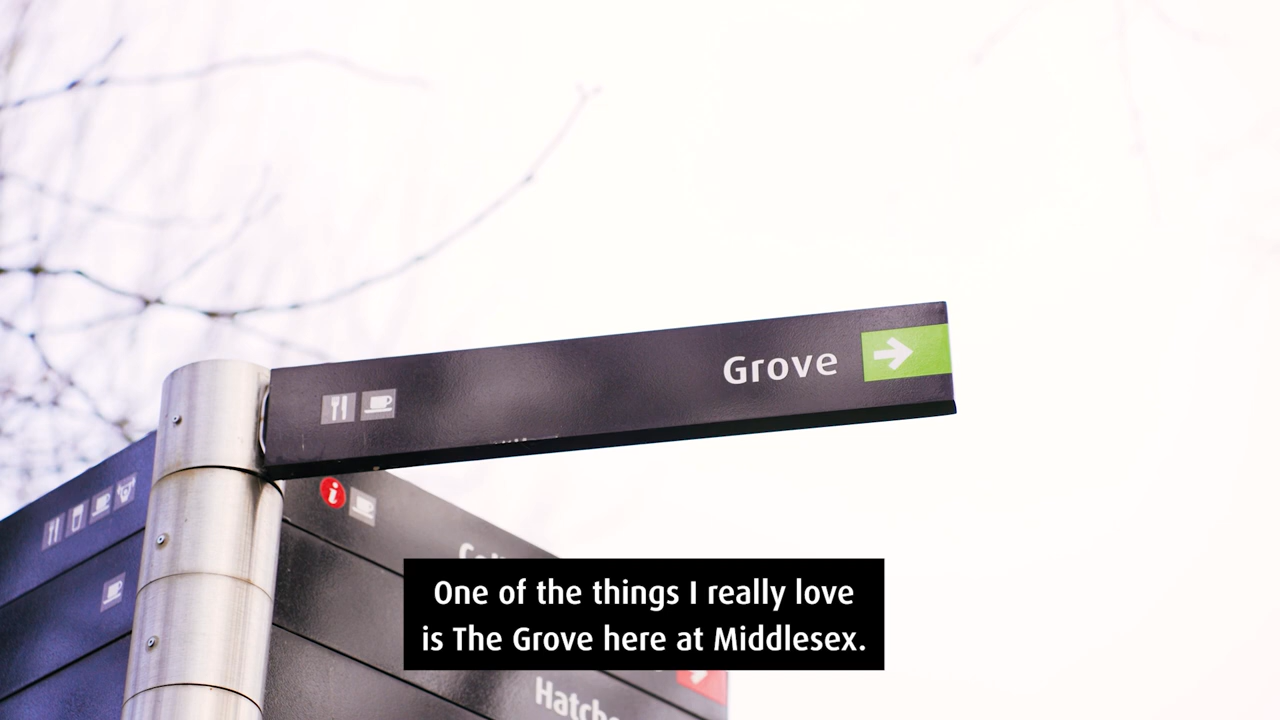 Grove
One of the things I really love
is The Grove here at Middlesex.